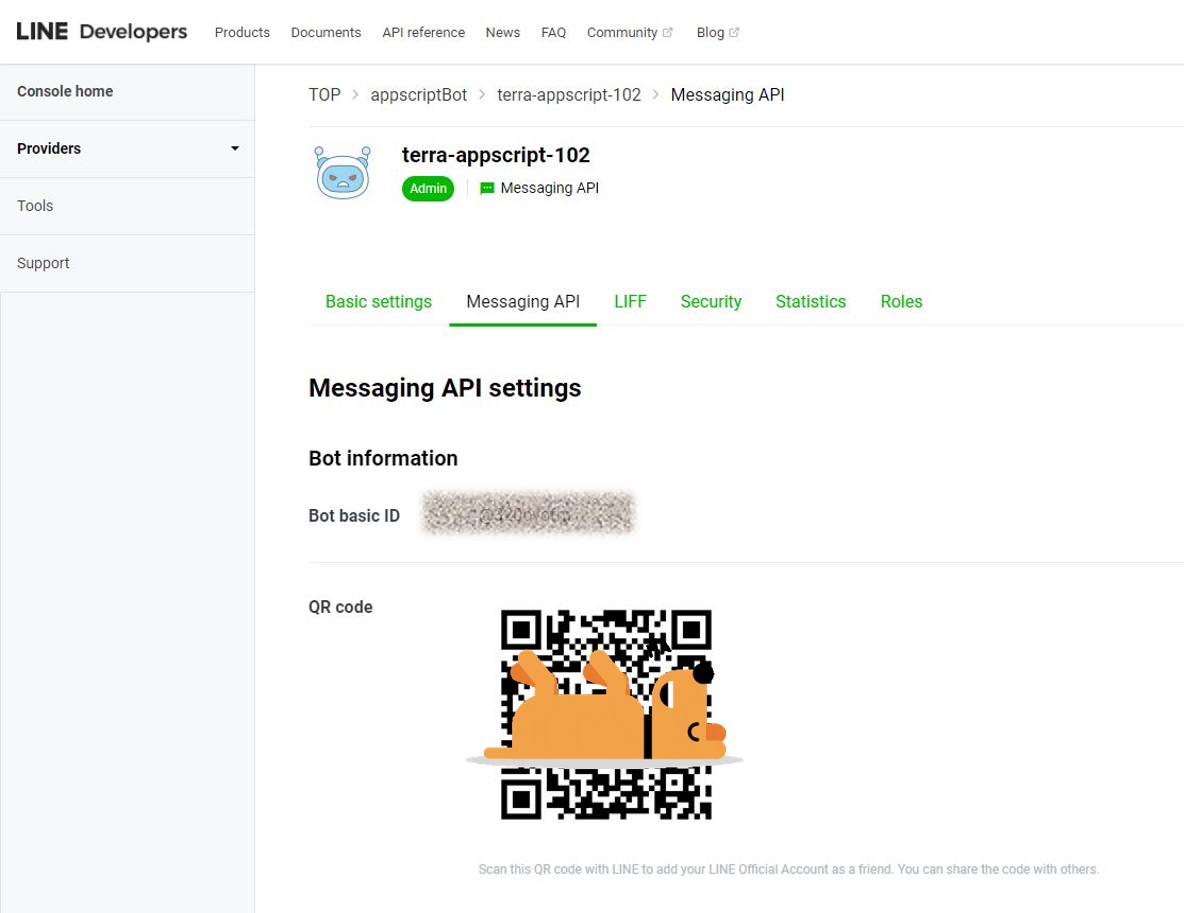 LINE Developers Products Documents API reference News FAQ Community Blog
Console home
Providers
Tools
Support
TOP > appscriptBot > terra-appscript-102 > Messaging API
terra-appscript-102
Admin Messaging API
Basic settings Messaging API LIFF Security Statistics Roles
Messaging API settings
Bot information
Bot basic ID
QR code
Scan this QR code with LINE to add your LINE Official Account as a friend. You can share the code with others.